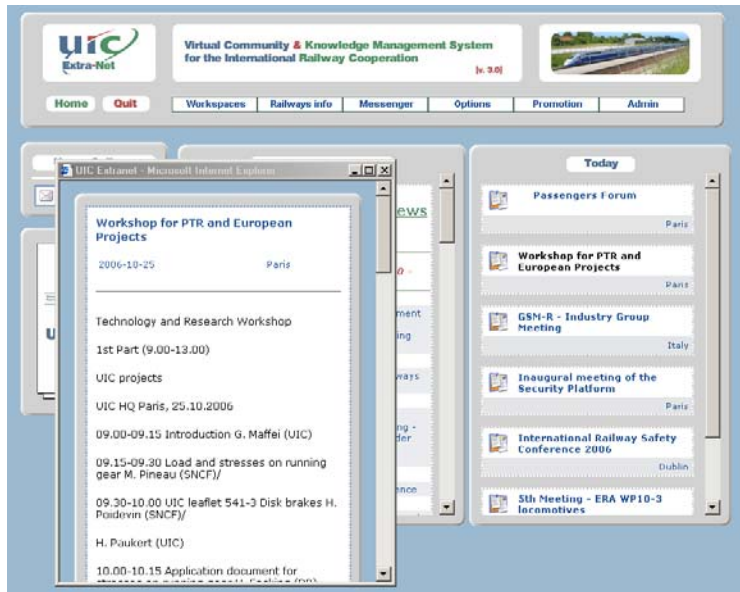 uic
Extra-Net
Virtual Community & Knowledge Management System
for the International Railway Cooperation
[v. 3.0]
Home Quit Workspaces Railways info Messenger Options Promotion Admin
UIC Extranet - Microsoft Internet Explorer
Workshop for PTR and European
Projects
2006-10-25 Paris
Technology and Research Workshop
1st Part (9.00-13.00)
UIC projects
UIC HQ Paris, 25.10.2006
09.00-09.15 Introduction G. Maffei (UIC)
09.15-09.30 Load and stresses on running
gear M. Pineau (SNCF)/
09.30-10.00 UIC leaflet 541-3 Disk brakes H.
Poidevin (SNCF)/
H. Paukert (UIC)
10.00-10.15 Application document for
ews
Today
Passengers Forum
Paris
Workshop for PTR and
European Projects
Paris
GSM-R - Industry Group
Meeting
Italy
Inaugural meeting of the
Security Platform
Paris
International Railway Safety
Conference 2006
Dublin
5th Meeting - ERA WP10-3
locomotives